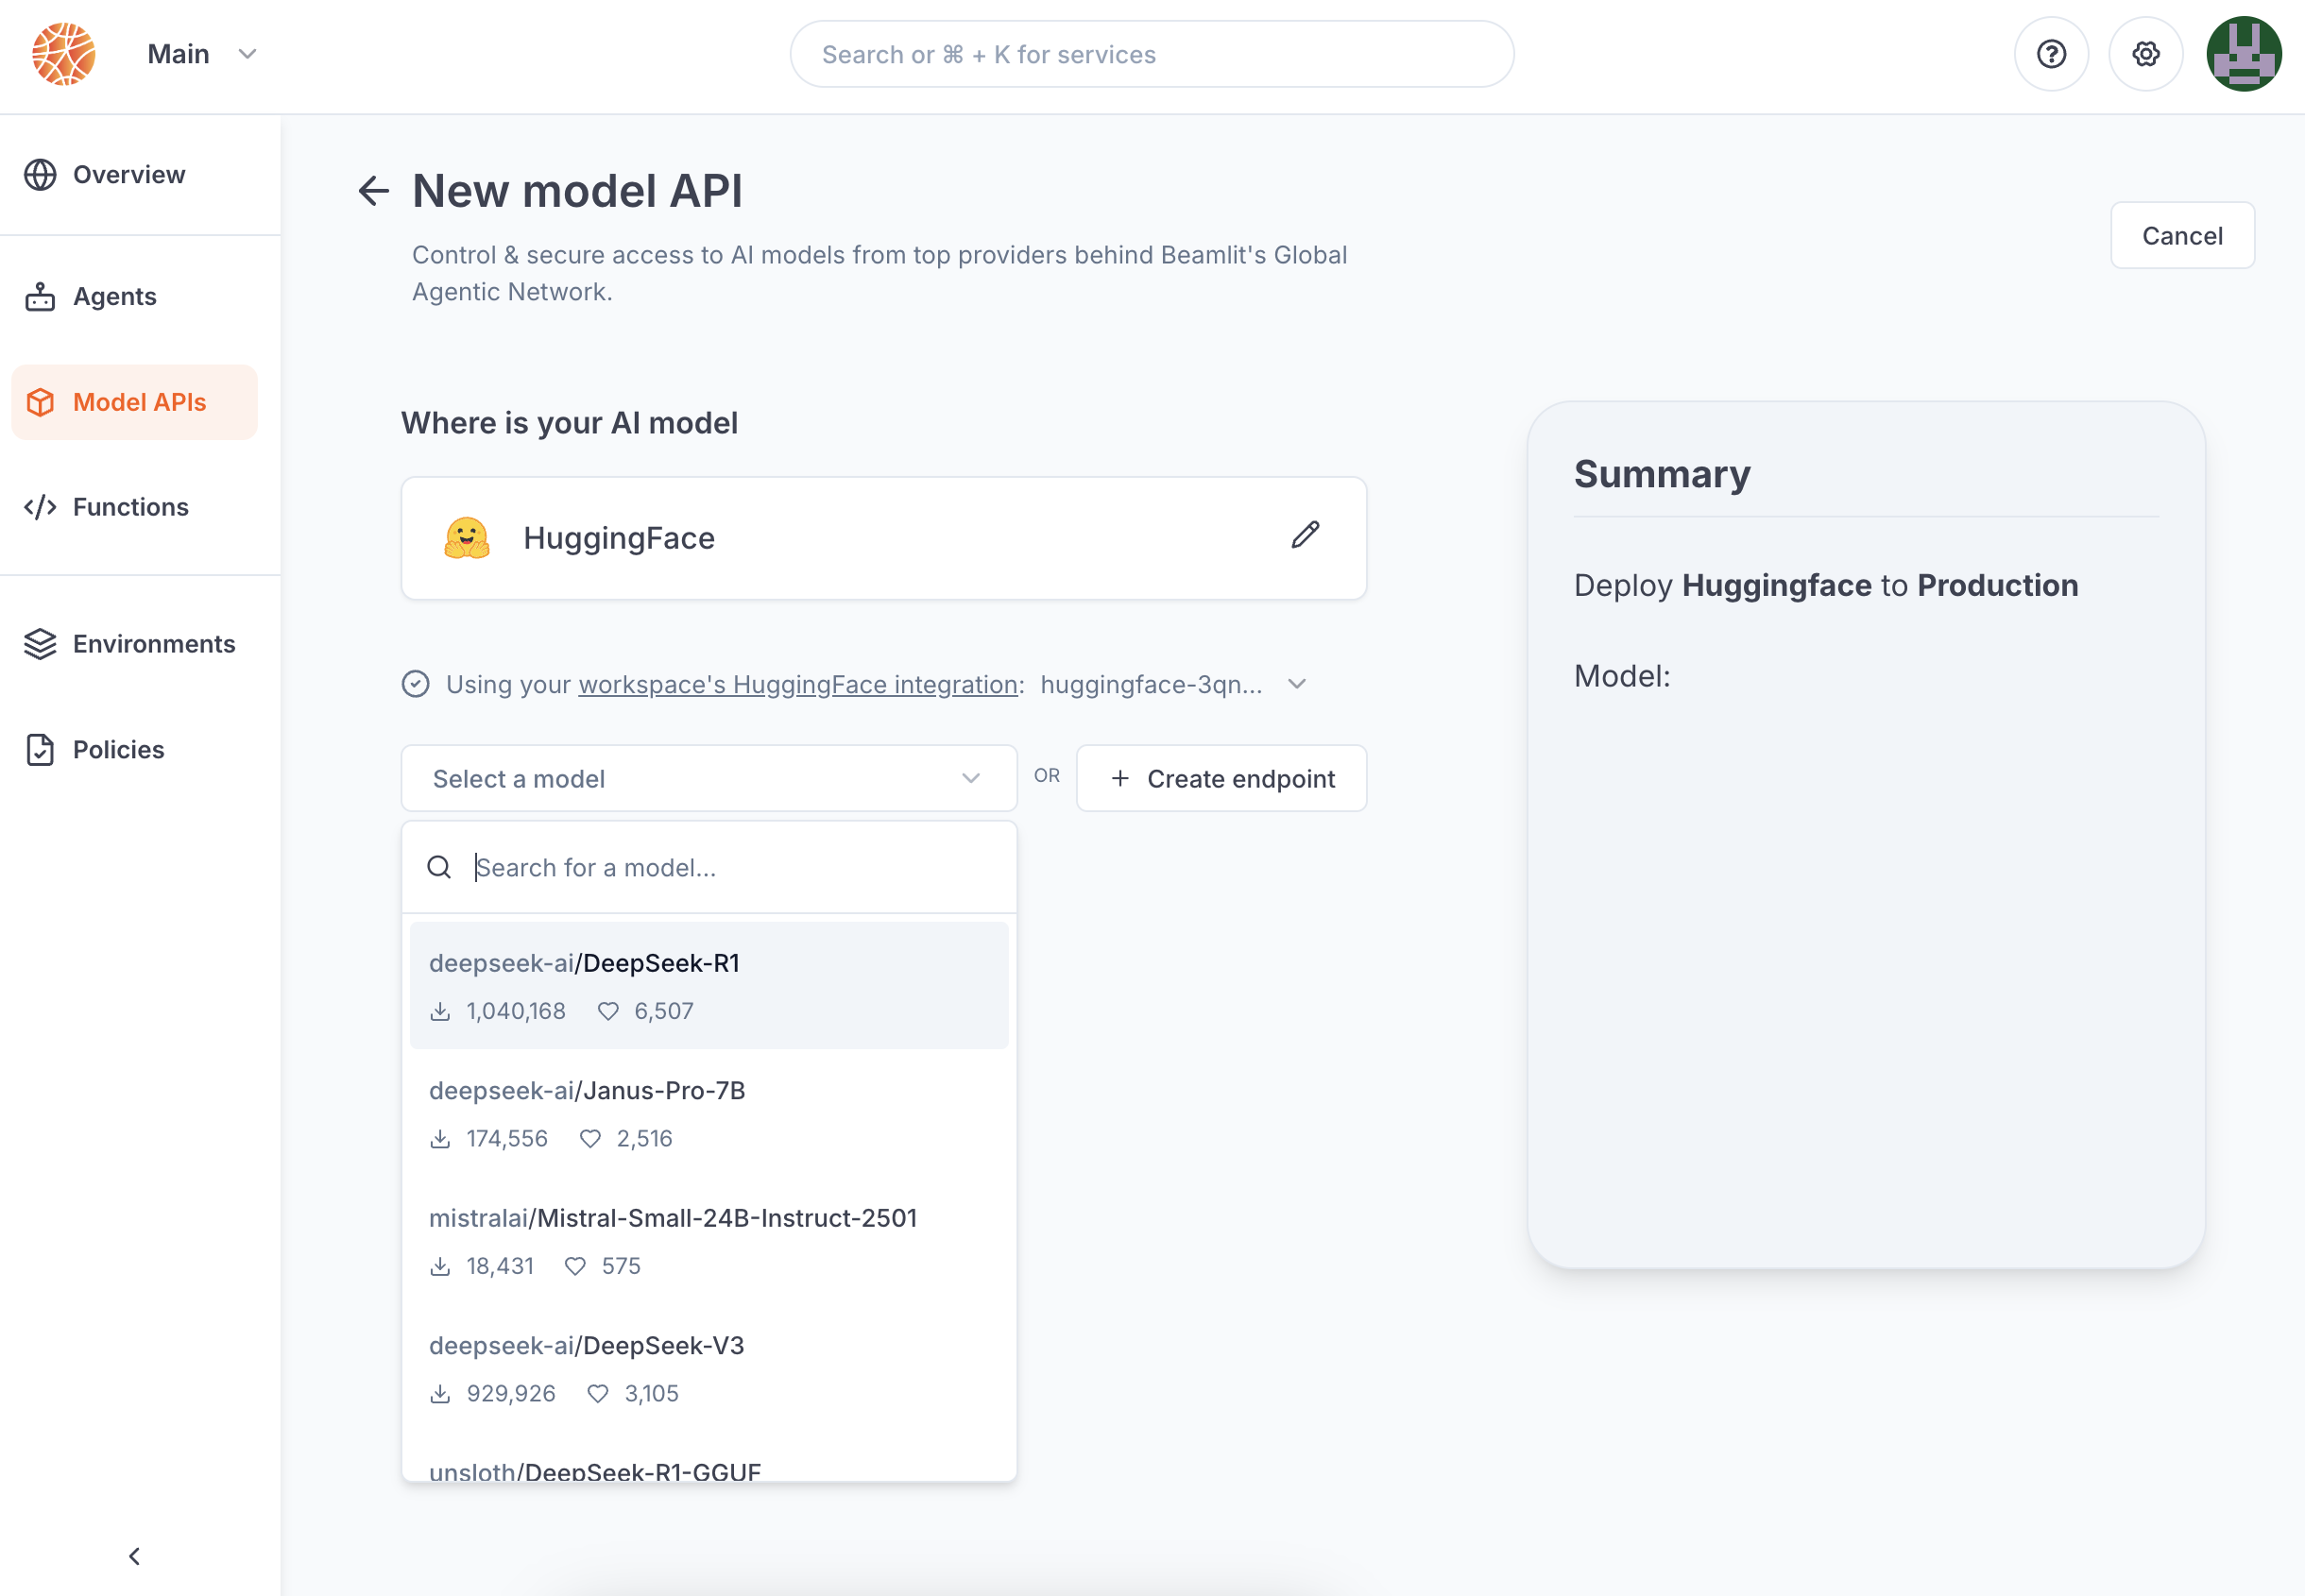 Main
Search or ⌘ + K for services
Overview
Agents
Model APIs
Functions
Environments
Policies
New model API
Control & secure access to AI models from top providers behind Beamlit's Global
Agentic Network.
Cancel
Where is your AI model
HuggingFace
Using your workspace's HuggingFace integration: huggingface-3qn...
Select a model
OR
+ Create endpoint
Search for a model...
deepseek-ai/DeepSeek-R1
1,040,168 6,507
deepseek-ai/Janus-Pro-7B
174,556 2,516
mistralai/Mistral-Small-24B-Instruct-2501
18,431 575
deepseek-ai/DeepSeek-V3
929,926 3,105
unsloth/DeepSeek-R1-GGUF
Summary
Deploy Huggingface to Production
Model: